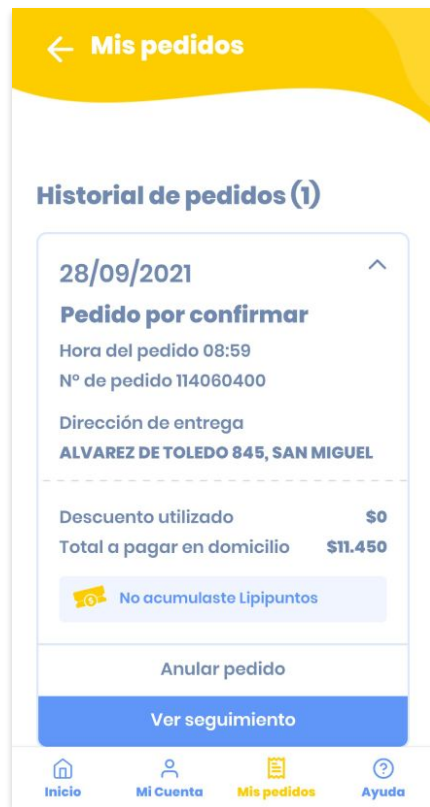 Mis pedidos
Historial de pedidos (1)
28/09/2021
Pedido por confirmar
Hora del pedido 08:59
N° de pedido 114060400
Dirección de entrega
ALVAREZ DE TOLEDO 845, SAN MIGUEL
Descuento utilizado $0
Total a pagar en domicilio $11.450
No acumulaste Lipipuntos
Anular pedido
Ver seguimiento
Inicio Mi Cuenta Mis pedidos Ayuda